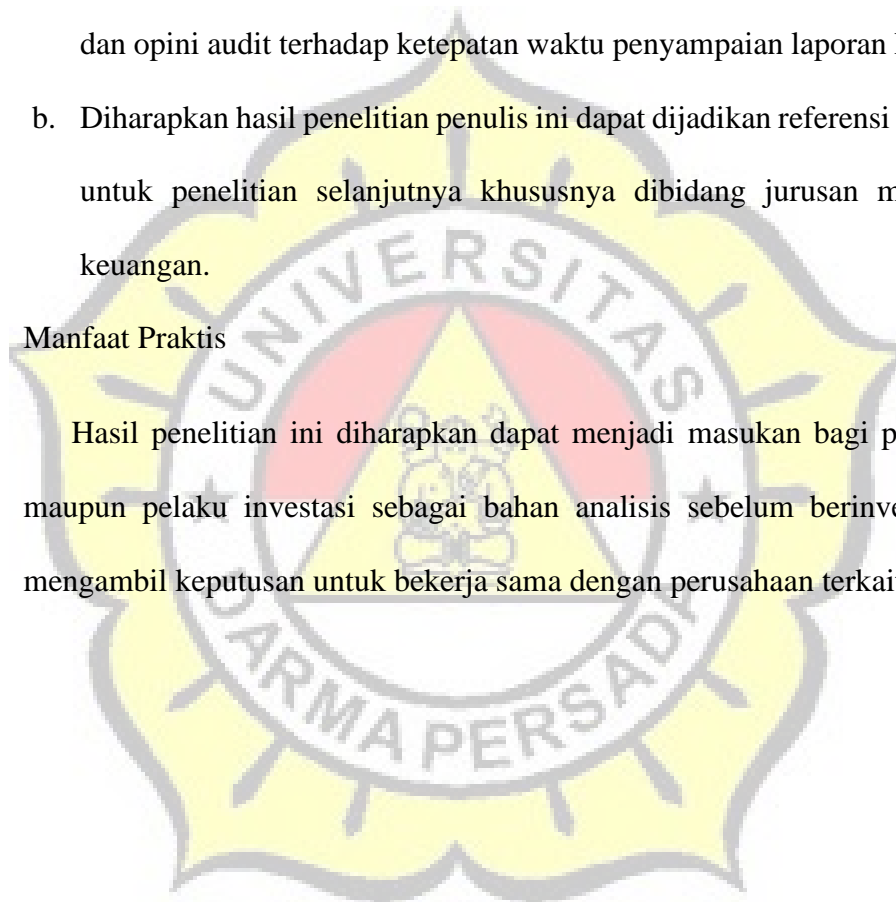 dan opini audit terhadap ketepatan waktu penyampaian laporan
b. Diharapkan hasil penelitian penulis ini dapat dijadikan referensi
untuk penelitian selanjutnya khususnya dibidang jurusan
keuangan.
Manfaat Praktis
Hasil penelitian ini diharapkan dapat menjadi masukan bagi
maupun pelaku investasi sebagai bahan analisis sebelum
mengambil keputusan untuk bekerja sama dengan perusahaan
UNIVERSITAS
DARMA PERSADA